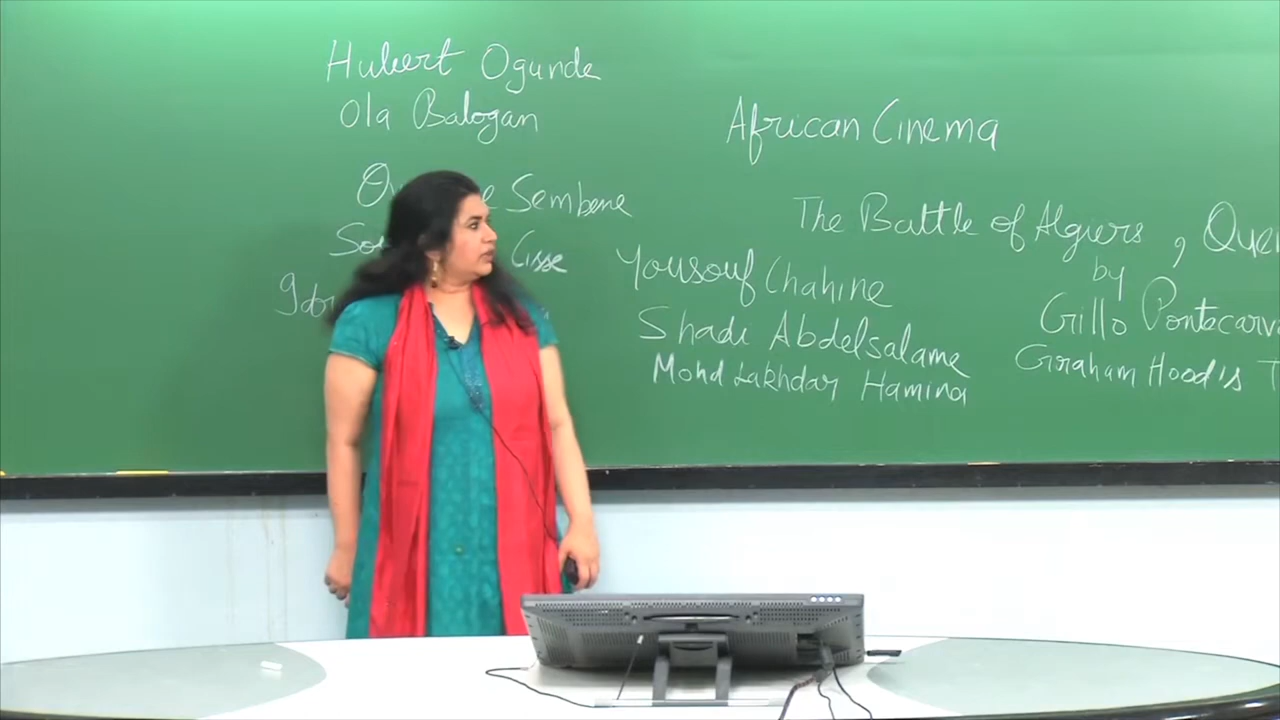 Hubert Ogunde
Ola Balogan
Sembene
Cisse
African Cinema
The Battle of Algiers,
by
Gillo
Graham Hood's
Yousouf Chahine
Shadi Abdelsalame
Mohd Lakhdar Hamina